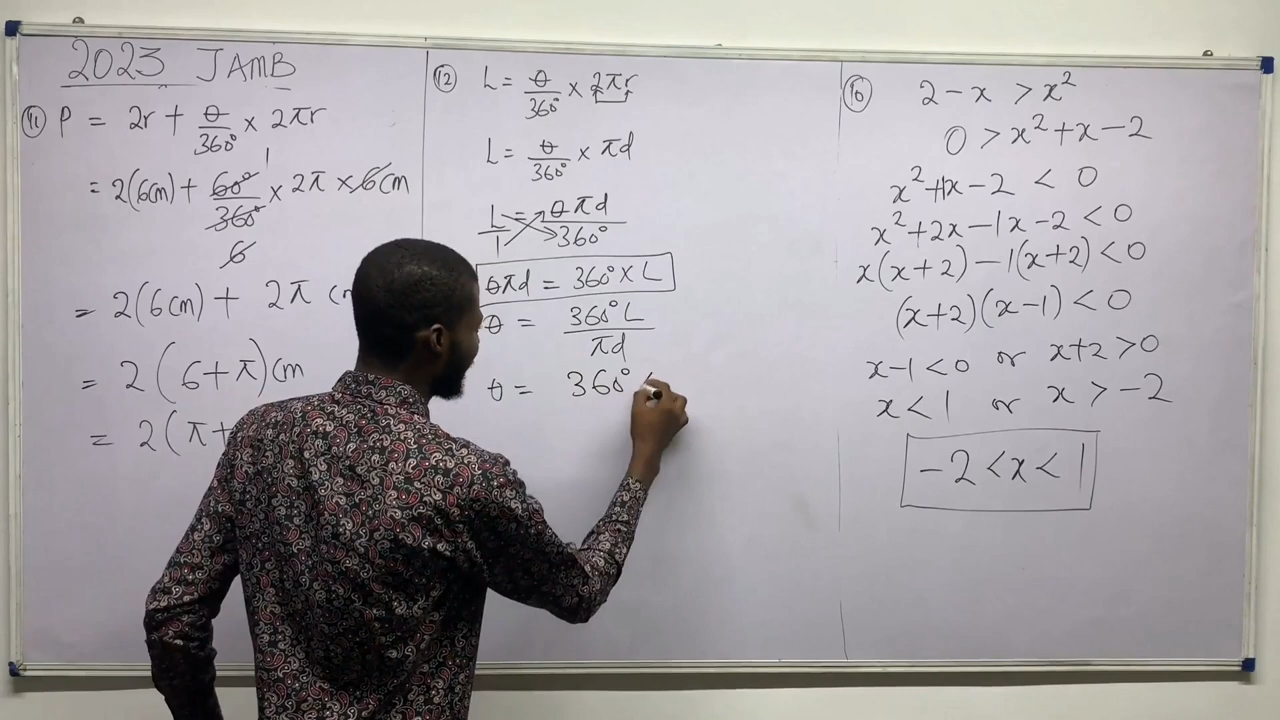 2023 JAMB
(11) P = 2r + θ/360° × 2πr
= 2(6cm) + 60°/360° × 2π × 6cm
1
6
= 2(6cm) + 2π
= 2(6+π)cm
= 2(π+
(12) L = θ/360° × 2πr
L = θ/360° × πd
L/1 = θπd/360°
θπd = 360° × L
θ = 360°L/πd
θ = 360°
(10) 2 - x > x²
0 > x² + x - 2
x² + 1x - 2 < 0
x² + 2x - 1x - 2 < 0
x(x+2) - 1(x+2) < 0
(x+2)(x-1) < 0
x-1 < 0 or x+2 > 0
x < 1 or x > -2
-2 < x < 1